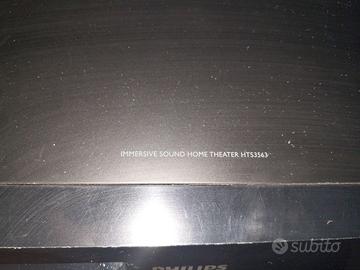 IMMERSIVE SOUND HOME THEATER HTS3563
PHILIPS
subito